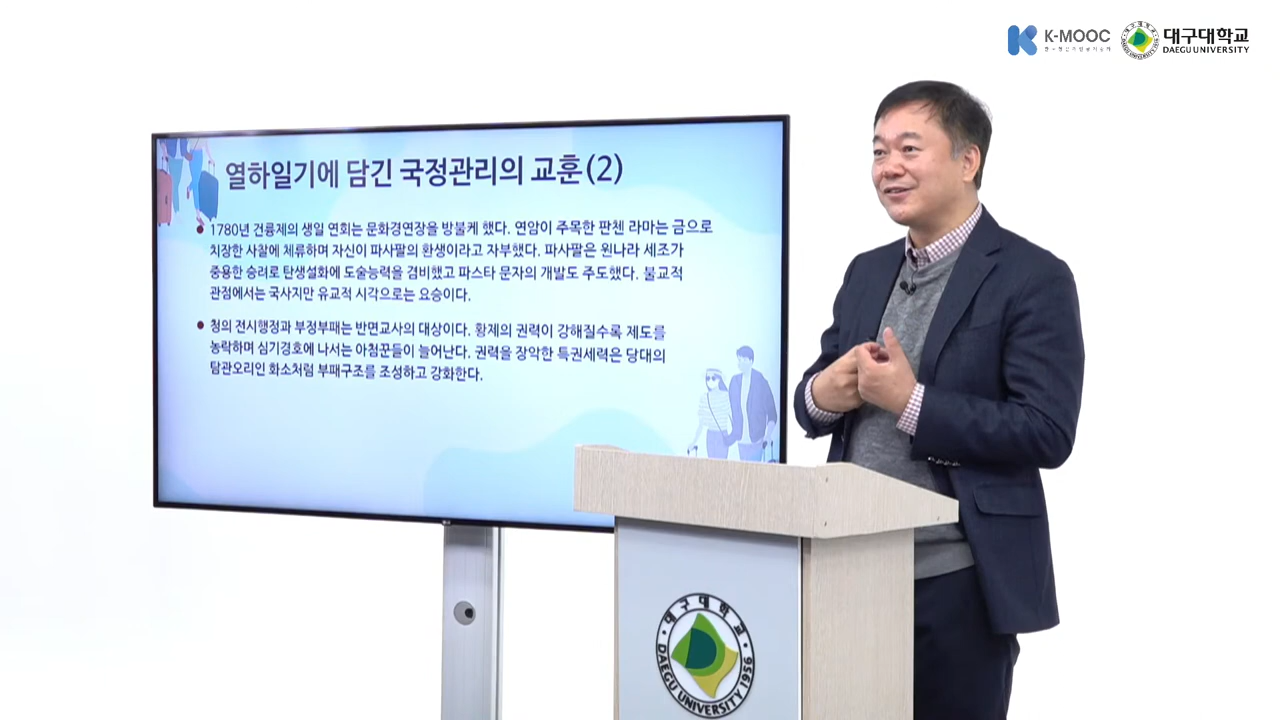 K-MOOC
대구대학교
DAEGU UNIVERSITY
열하일기에 담긴 국정관리의 교훈(2)
1780년 건륭제의 생일 연회는 문화경연장을 방불케 했다. 연암이 주목한 판첸 라마는 금으로
치장한 사찰에 체류하며 자신이 파사팔의 환생이라고 자부했다. 파사팔은 원나라 세조가
중용한 승려로 탄생설화에 도술능력을 겸비했고 파스타 문자의 개발도 주도했다. 불교적
관점에서는 국사지만 유교적 시각으로는 요승이다.
청의 전시행정과 부정부패는 반면교사의 대상이다. 황제의 권력이 강해질수록 제도를
농락하며 심기경호에 나서는 아첨꾼들이 늘어난다. 권력을 장악한 특권세력은 당대의
탐관오리인 화소처럼 부패구조를 조성하고 강화한다.
대구대학교
DAEGU UNIVERSITY 1956